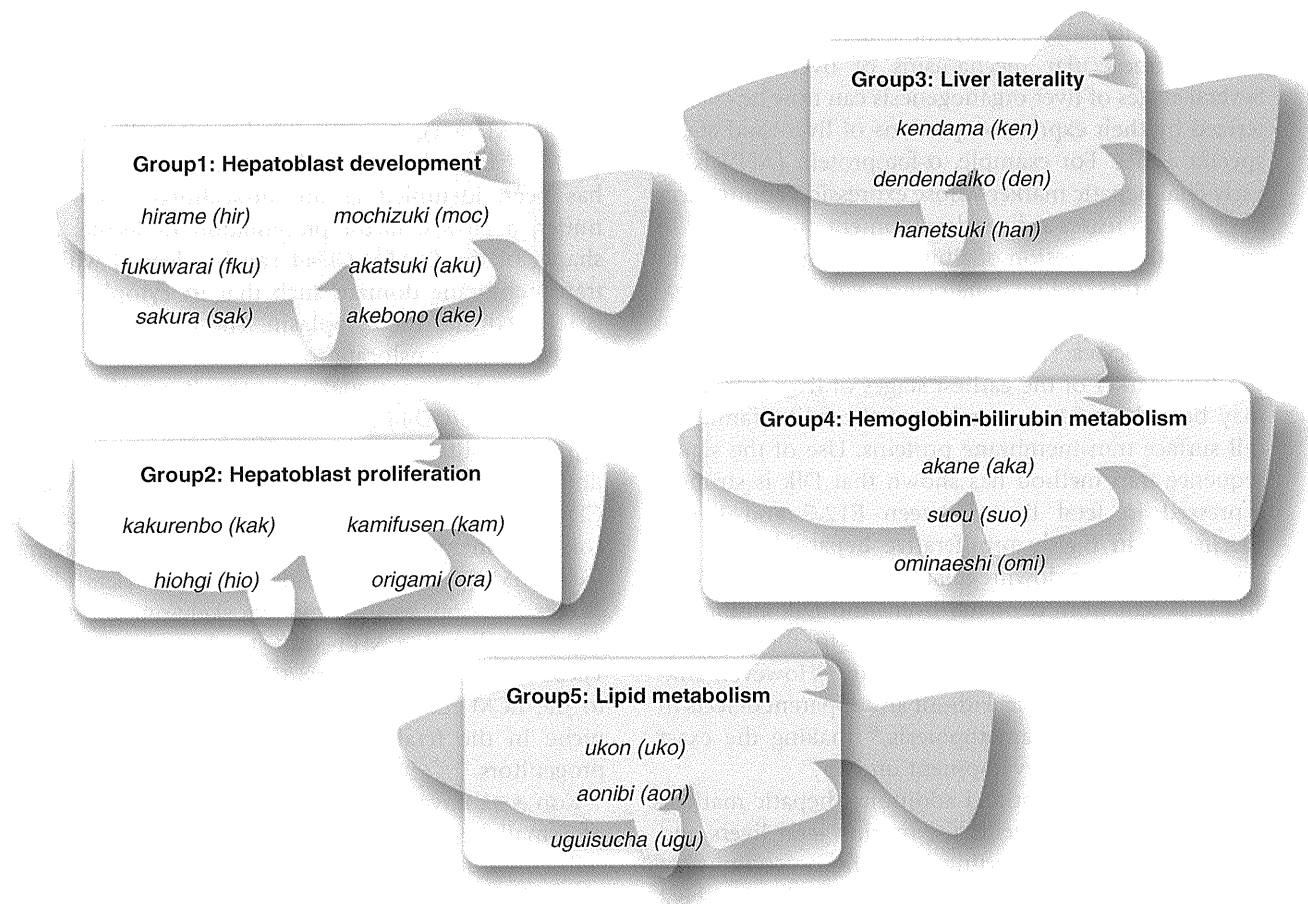 Group1: Hepatoblast development
hirame (hir) mochizuki (moc)
fukuwarai (fku) akatsuki (aku)
sakura (sak) akebono (ake)
Group2: Hepatoblast proliferation
kakurenbo (kak) kamifusen (kam)
hiohgi (hio) origami (ora)
Group3: Liver laterality
kendama (ken)
dendendaiko (den)
hanetsuki (han)
Group4: Hemoglobin-bilirubin metabolism
akane (aka)
suou (suo)
ominaeshi (omi)
Group5: Lipid metabolism
ukon (uko)
aonibi (aon)
uguisucha (ugu)